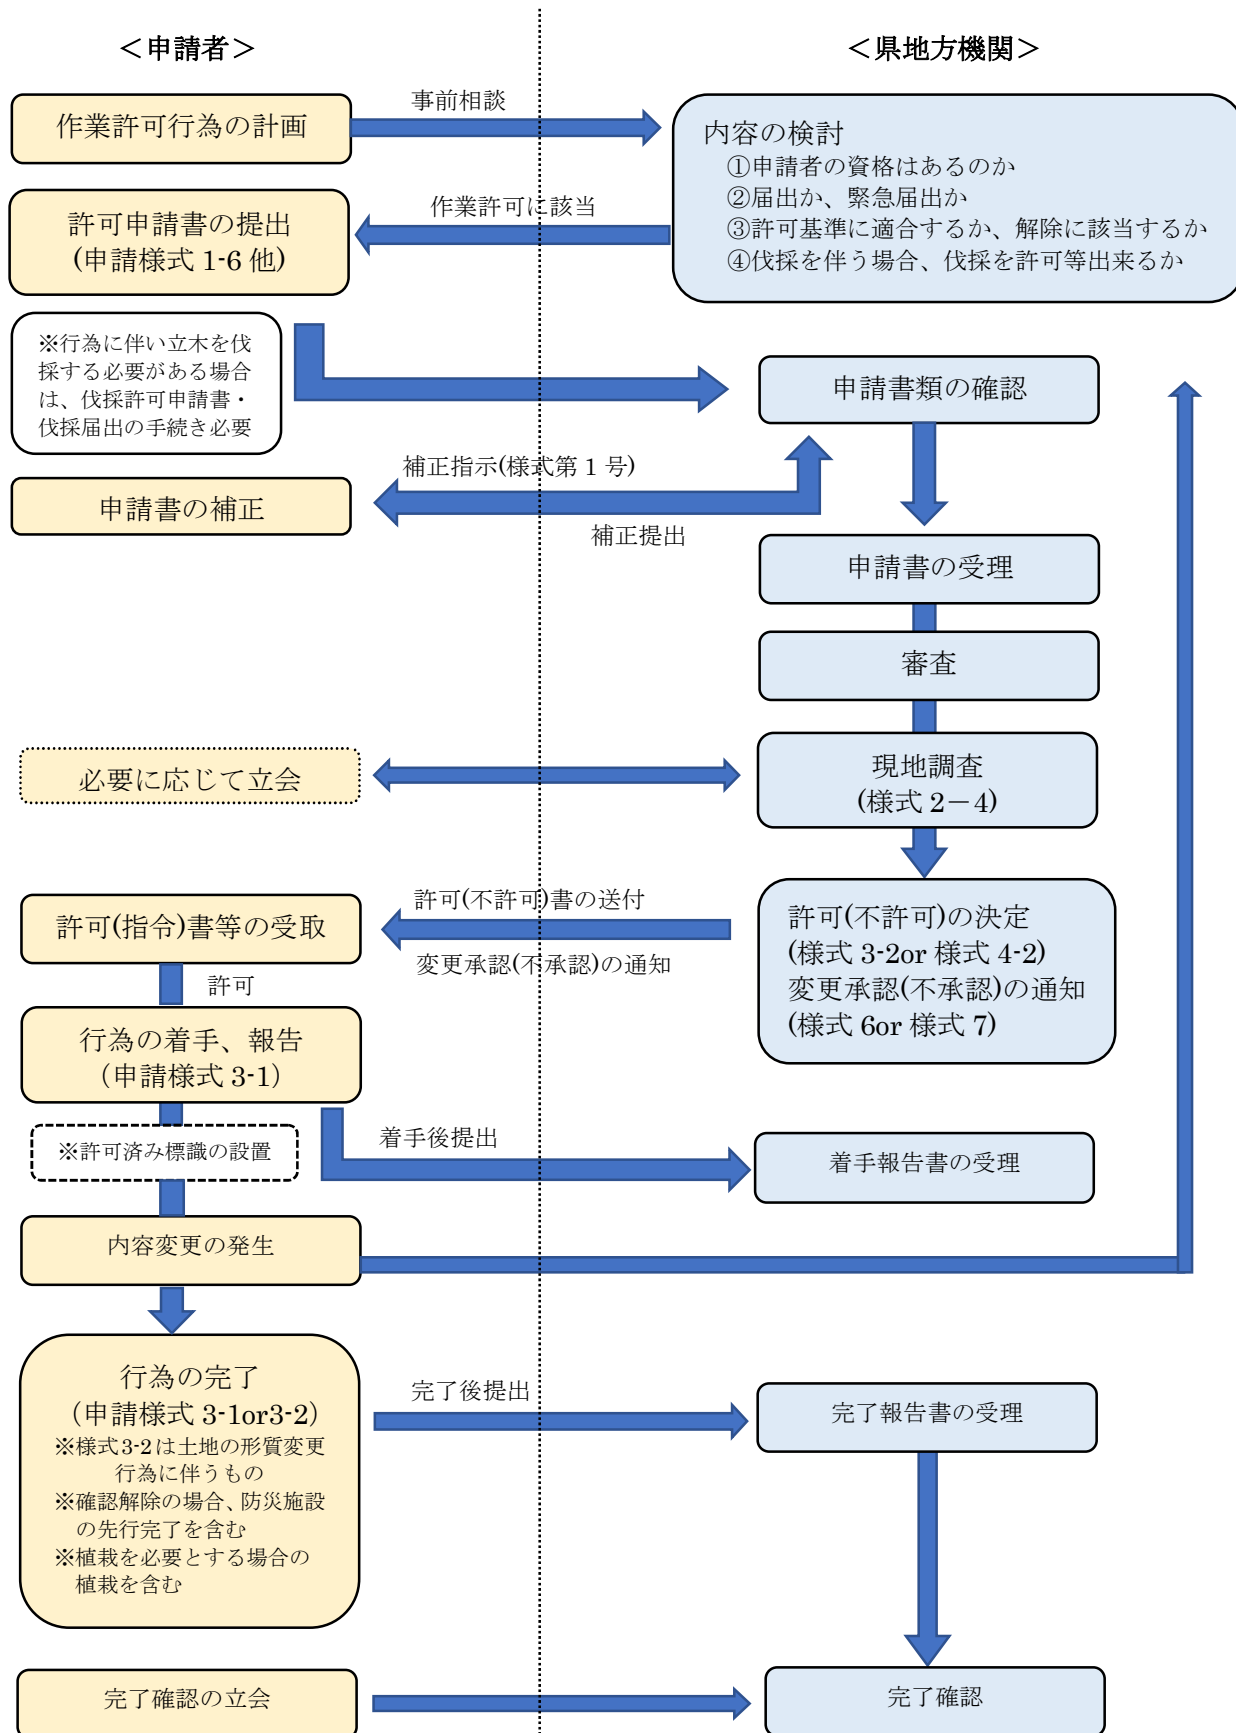 ＜申請者＞
＜県地方機関＞
作業許可行為の計画
事前相談
内容の検討
①申請者の資格はあるのか
②届出か、緊急届出か
③許可基準に適合するか、解除に該当するか
④伐採を伴う場合、伐採を許可等出来るか
作業許可に該当
許可申請書の提出
(申請様式 1-6 他)
※行為に伴い立木を伐
採する必要がある場合
は、伐採許可申請書・
伐採届出の手続き必要
申請書類の確認
補正指示(様式第 1 号)
申請書の補正
補正提出
申請書の受理
審査
必要に応じて立会
現地調査
(様式 2－4)
許可(指令)書等の受取
許可(不許可)書の送付
変更承認(不承認)の通知
許可(不許可)の決定
(様式 3-2or 様式 4-2)
変更承認(不承認)の通知
(様式 6or 様式 7)
許可
行為の着手、報告
（申請様式 3-1）
※許可済み標識の設置
着手後提出
着手報告書の受理
内容変更の発生
行為の完了
（申請様式 3-1or3-2）
※様式 3-2 は土地の形質変更
行為に伴うもの
※確認解除の場合、防災施設
の先行完了を含む
※植栽を必要とする場合の
植栽を含む
完了後提出
完了報告書の受理
完了確認の立会
完了確認